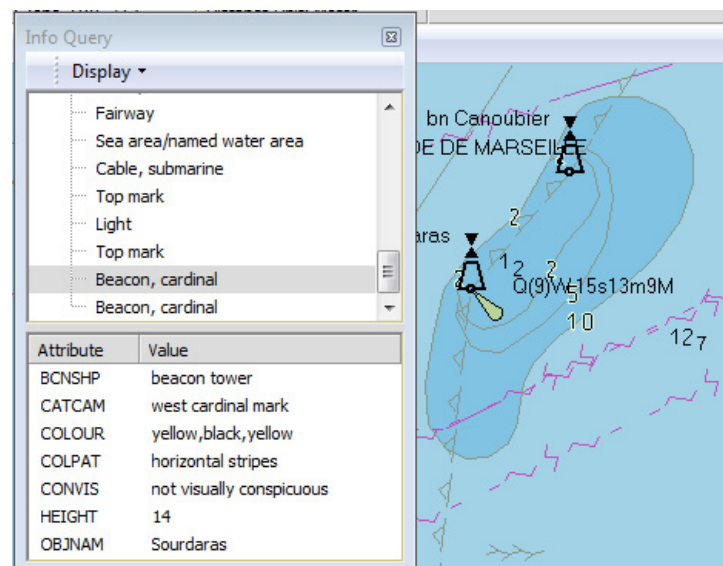 Info Query
Display
Fairway
Sea area/named water area
Cable, submarine
Top mark
Light
Top mark
Beacon, cardinal
Beacon, cardinal
Attribute Value
BCNSHP beacon tower
CATCAM west cardinal mark
COLOUR yellow,black,yellow
COLPAT horizontal stripes
CONVIS not visually conspicuous
HEIGHT 14
OBJNAM Sourdaras
bn Canoubier
DE DE MARSEILLE
2
aras
1 2
2
Q(9)W 15s13m9M
5
10
12 7